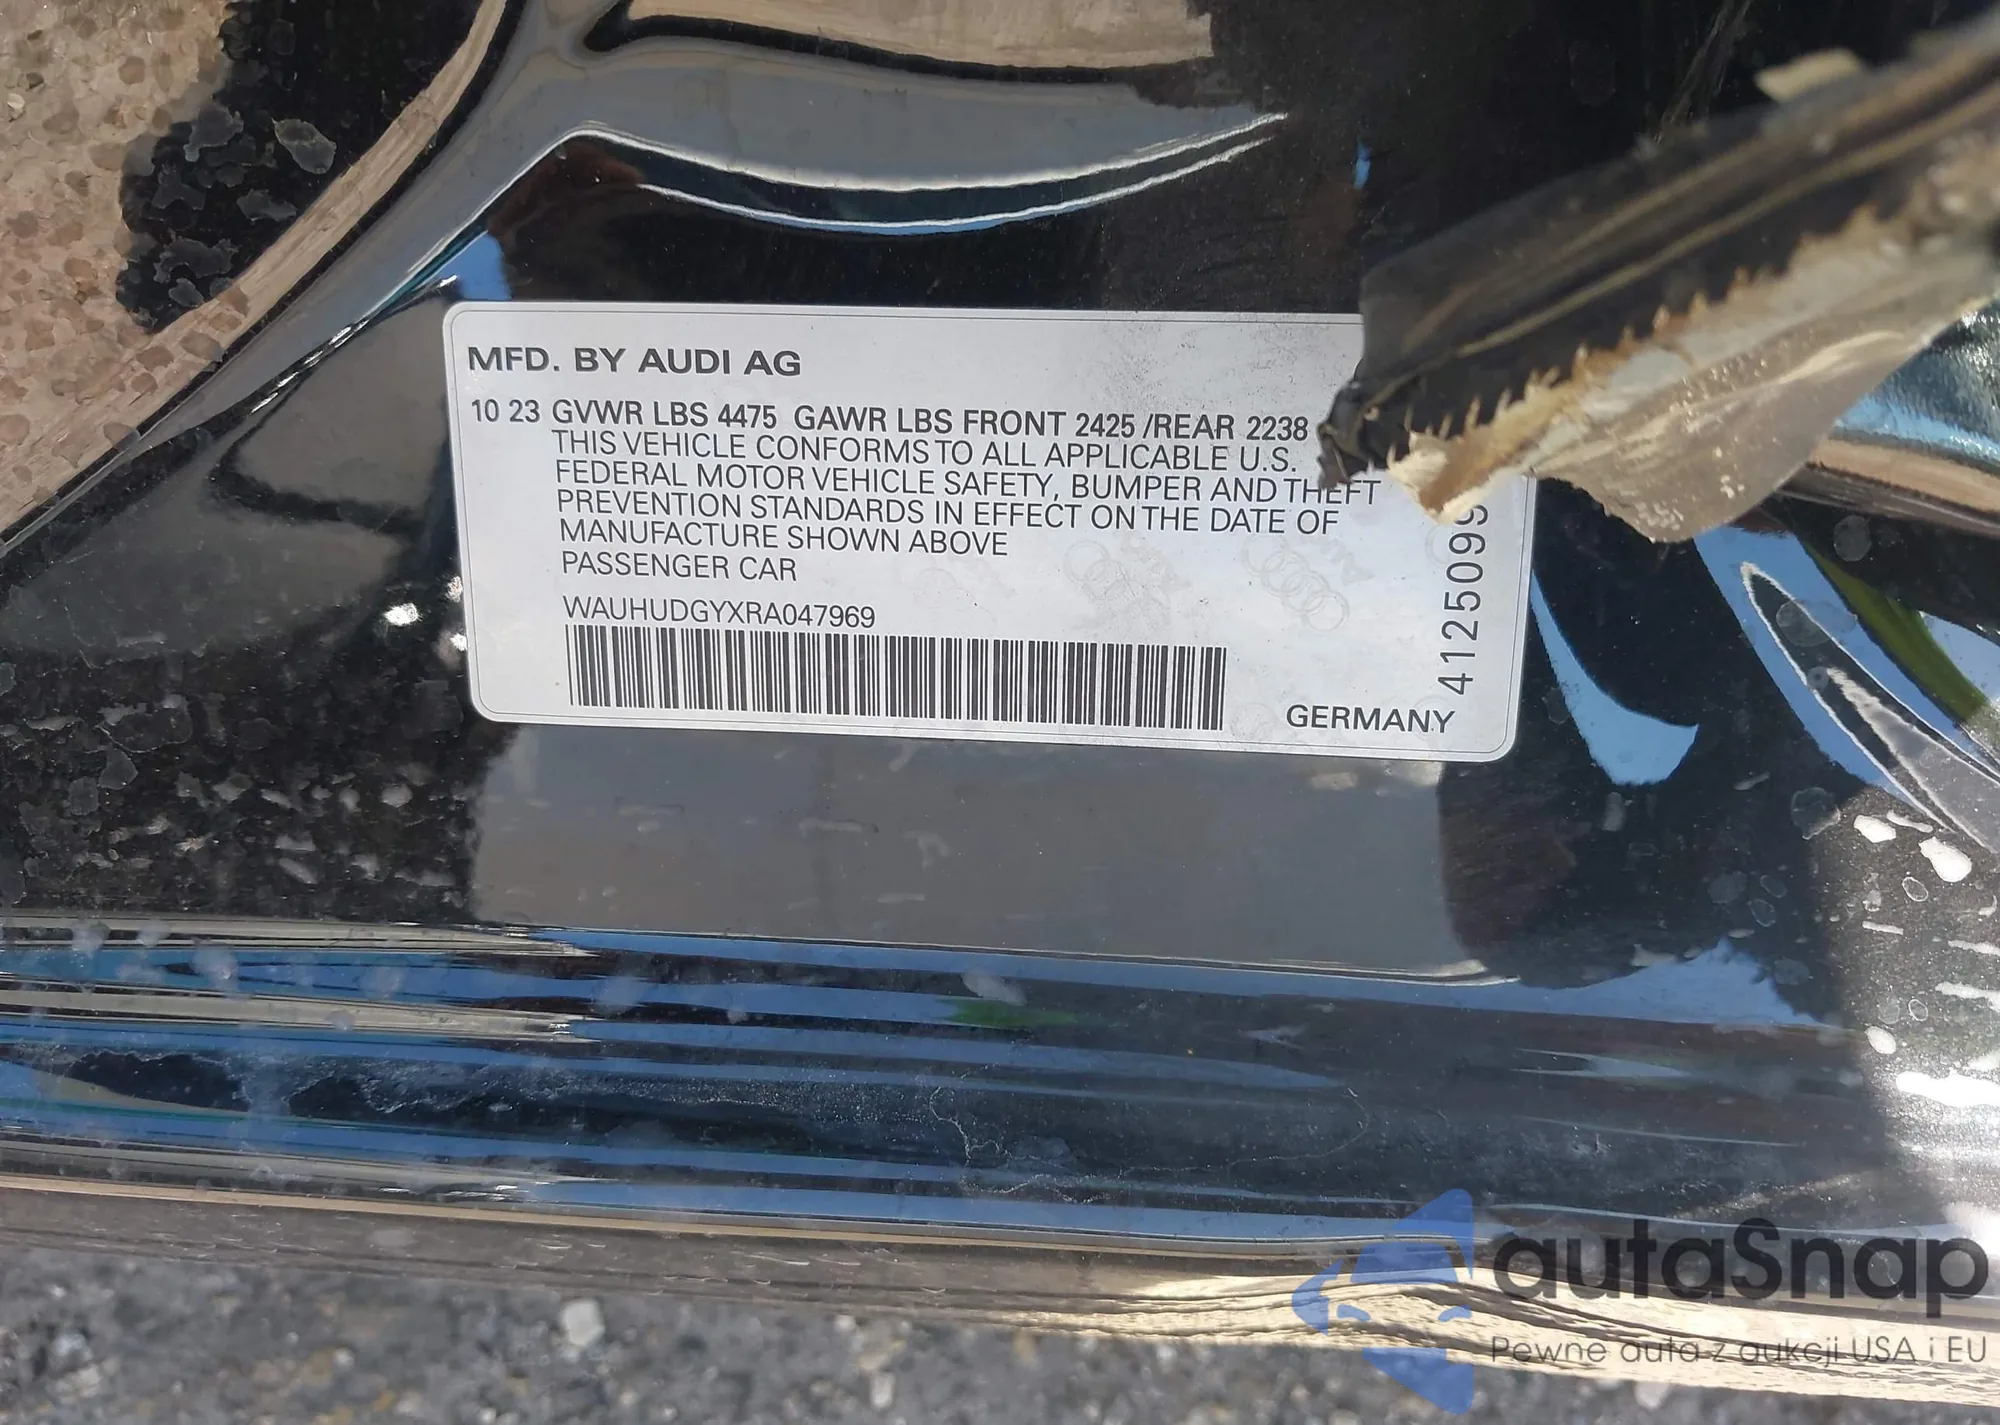 MFD. BY AUDI AG
10 23 GVWR LBS 4475 GAWR LBS FRONT 2425 /REAR 2238
THIS VEHICLE CONFORMS TO ALL APPLICABLE U.S.
FEDERAL MOTOR VEHICLE SAFETY, BUMPER AND THEFT
PREVENTION STANDARDS IN EFFECT ON THE DATE OF
MANUFACTURE SHOWN ABOVE
PASSENGER CAR
WAUHUDGYXRA047969
GERMANY
autaSnap
Pewne auta z aukcji USA i EU